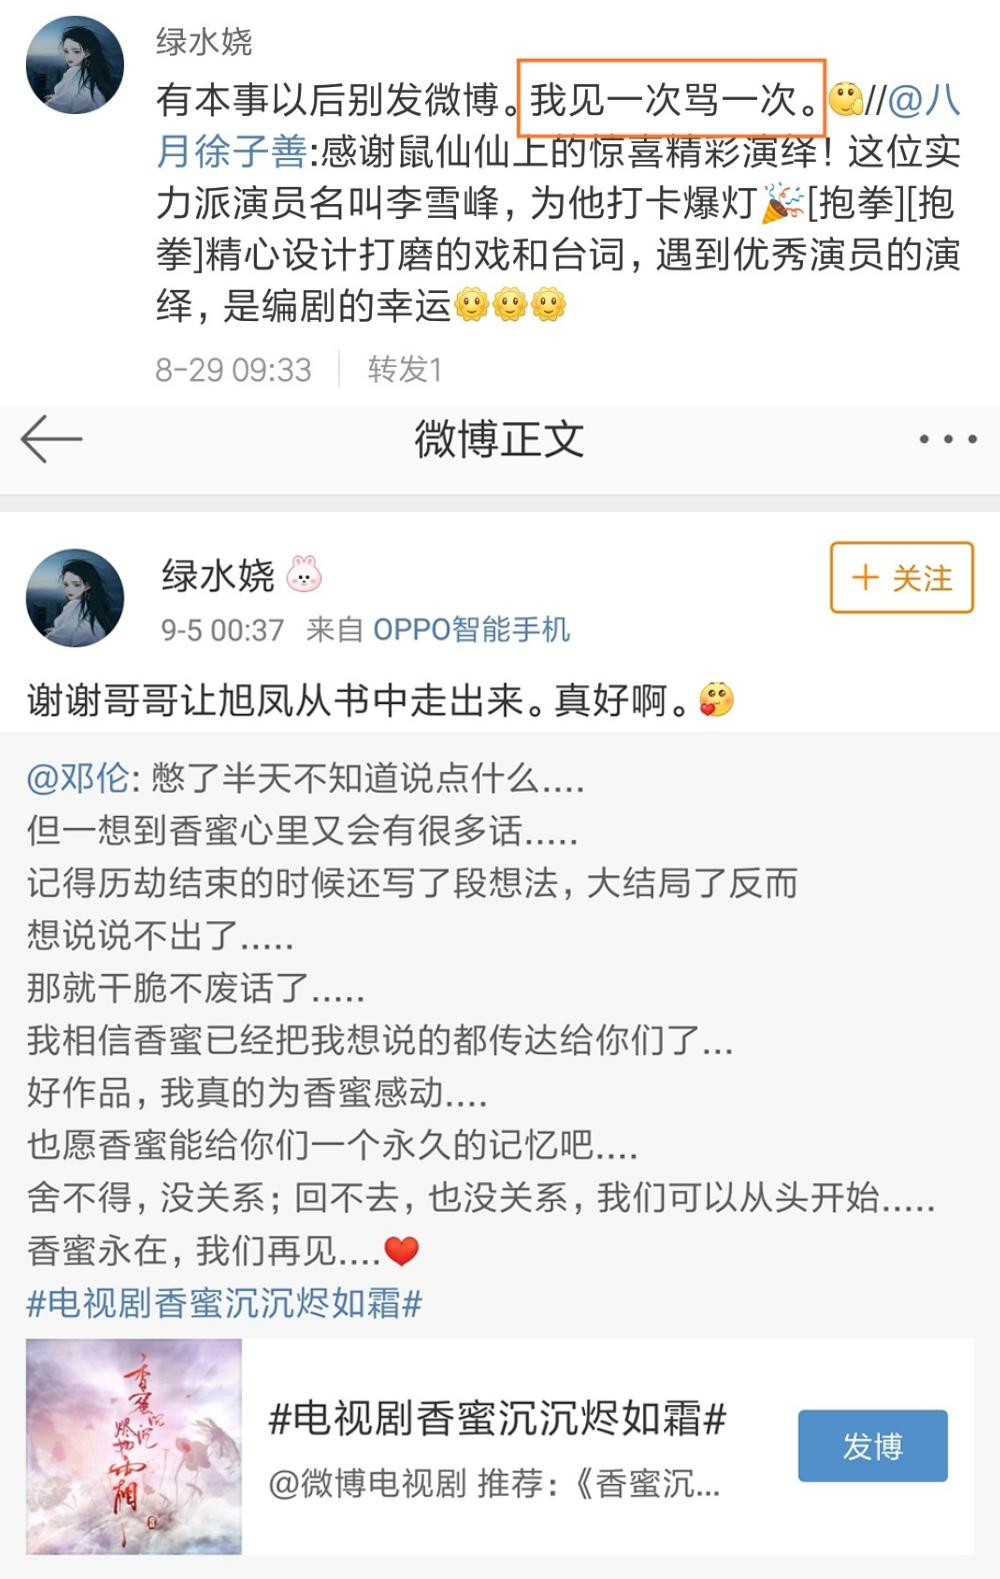 绿水娆
有本事以后别发微博。我见一次骂一次。//@八
月徐子善:感谢鼠仙仙上的惊喜精彩演绎！这位实
力派演员名叫李雪峰，为他打卡爆灯[抱拳][抱
拳]精心设计打磨的戏和台词，遇到优秀演员的演
绎，是编剧的幸运
8-29 09:33 转发1
微博正文
绿水娆
+ 关注
9-5 00:37 来自 OPPO智能手机
谢谢哥哥让旭凤从书中走出来。真好啊。
@邓伦: 憋了半天不知道说点什么....
但一想到香蜜心里又会有很多话.....
记得历劫结束的时候还写了段想法，大结局了反而
想说说不出了.....
那就干脆不废话了.....
我相信香蜜已经把我想说的都传达给你们了...
好作品，我真的为香蜜感动....
也愿香蜜能给你们一个永久的记忆吧....
舍不得，没关系；回不去，也没关系，我们可以从头开始.....
香蜜永在，我们再见....❤
#电视剧香蜜沉沉烬如霜#
香蜜沉沉烬如霜
#电视剧香蜜沉沉烬如霜#
@微博电视剧 推荐：《香蜜沉...
发博